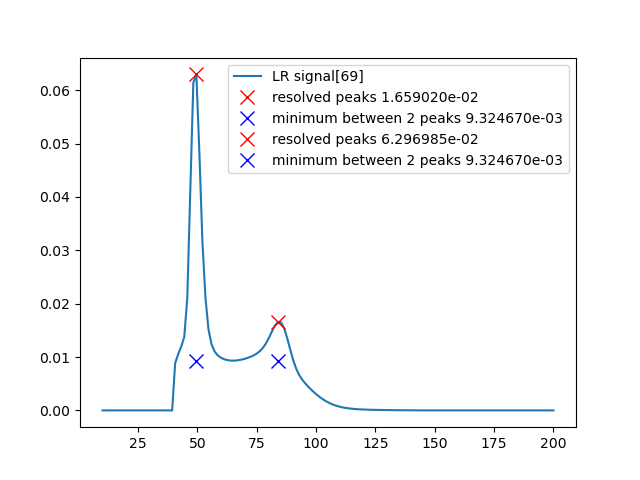 LR signal[69]
resolved peaks 1.659020e-02
minimum between 2 peaks 9.324670e-03
resolved peaks 6.296985e-02
minimum between 2 peaks 9.324670e-03
0.06
0.05
0.04
0.03
0.02
0.01
0.00
25 50 75 100 125 150 175 200